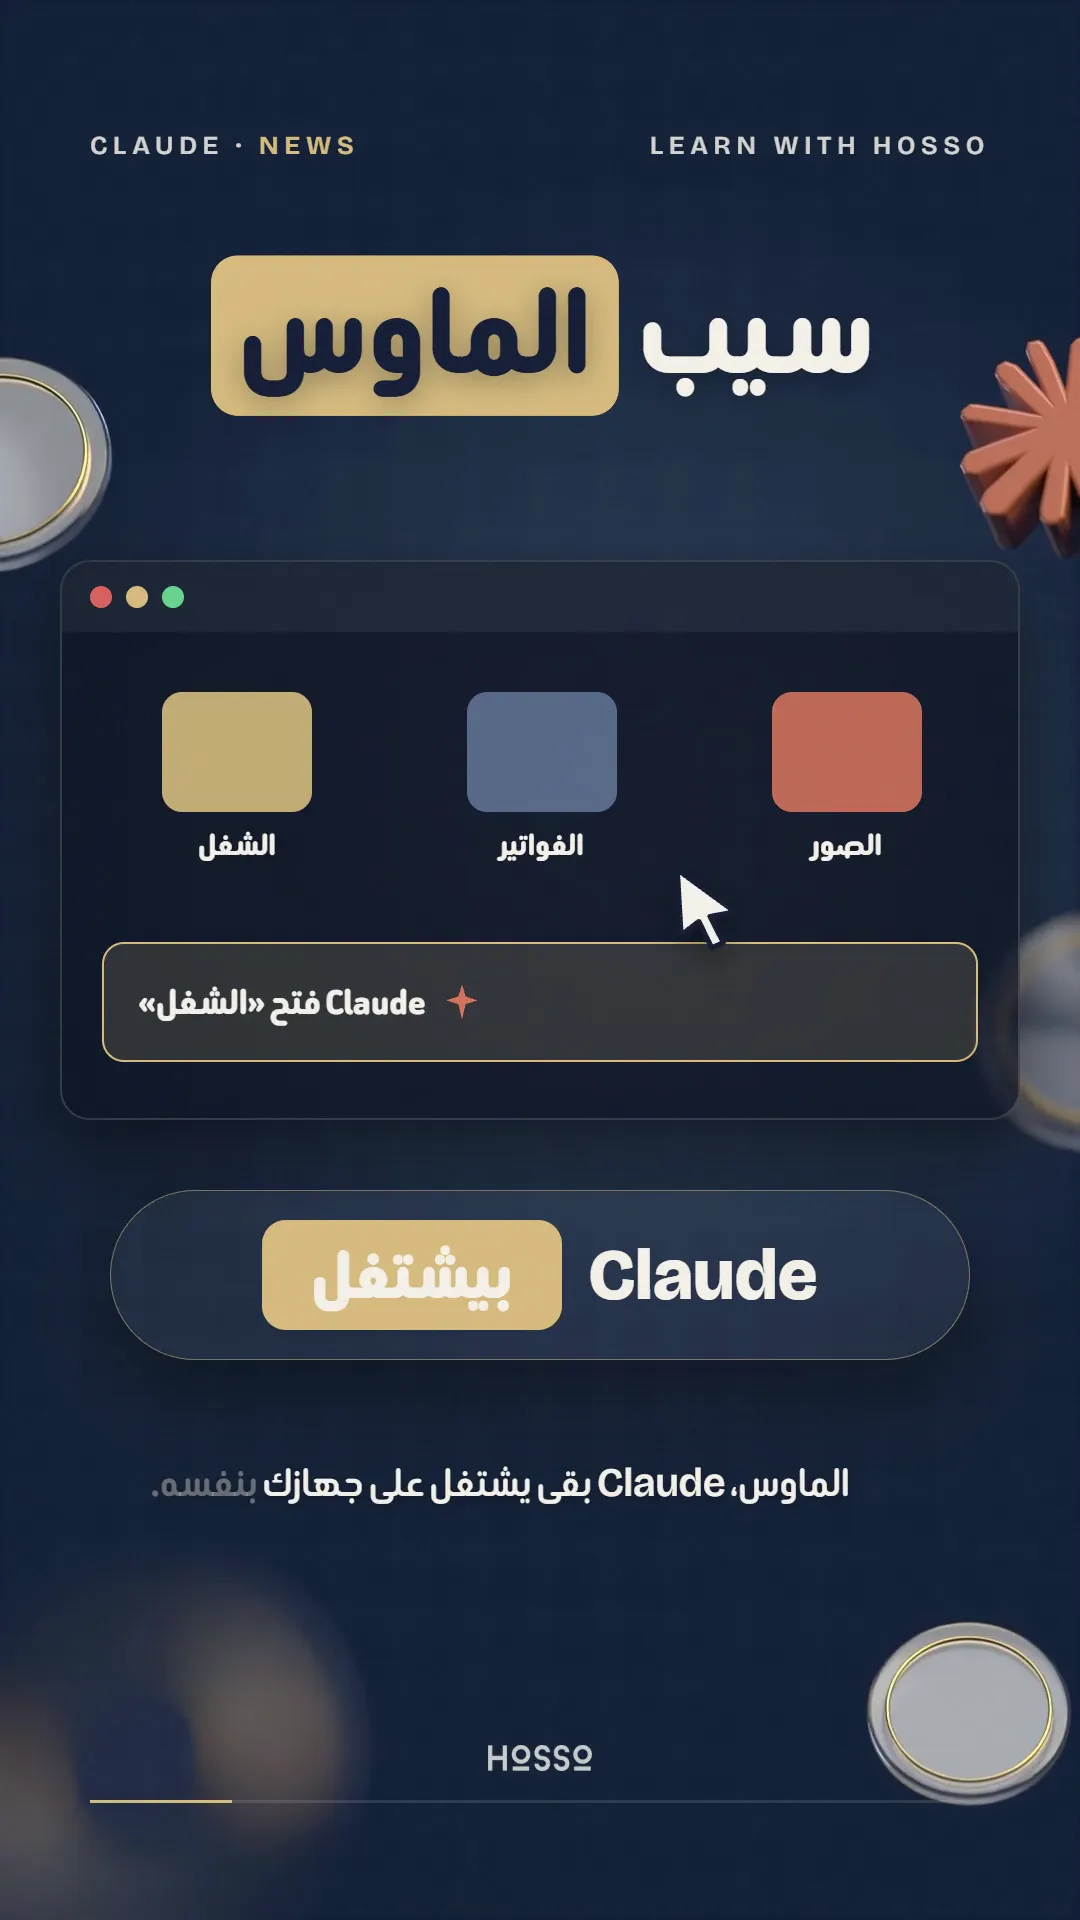 CLAUDE · NEWS
LEARN WITH HOSSO
سيب الماوس
الصور
الفواتير
الشغل
Claude فتح «الشغل»
Claude بيشتغل
الماوس، Claude بقى يشتغل على جهازك بنفسه.
HOSSO